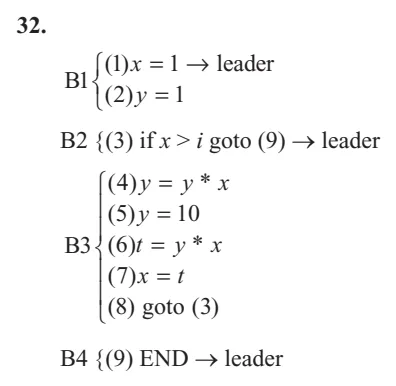 32.
(1)x = 1 → leader
B1
(2)y = 1
B2 {(3) if x > i goto (9) → leader
(4)y = y * x
(5)y = 10
B3 (6)t = y * x
(7)x = t
(8) goto (3)
B4 {(9) END → leader